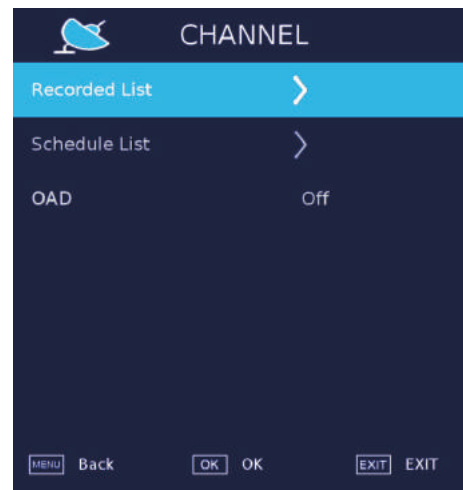 CHANNEL
Recorded List
Schedule List
OAD Off
MENU Back OK OK EXIT EXIT